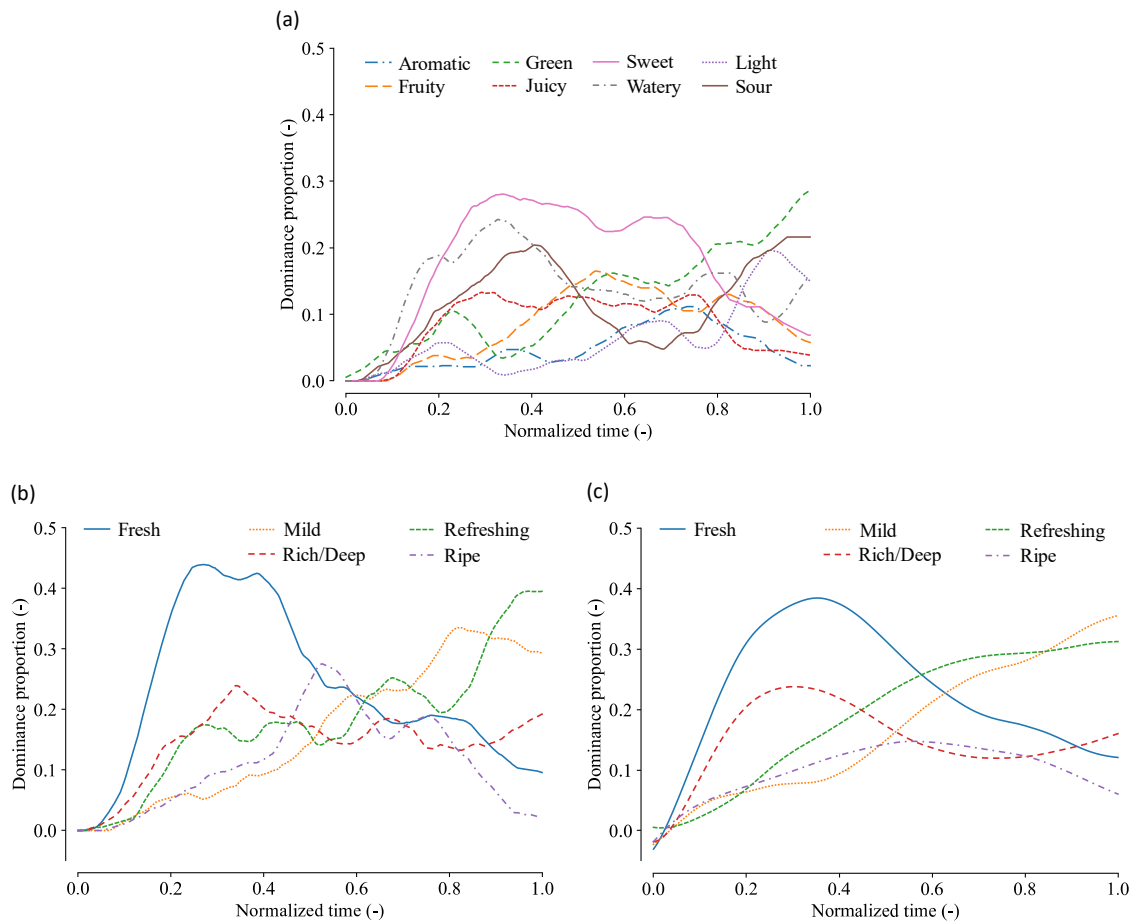 (a)
Aromatic Green Sweet Light
Fruity Juicy Watery Sour
0.5
0.4
0.3
0.2
0.1
0.0
Dominance proportion (-)
0.0 0.2 0.4 0.6 0.8 1.0
Normalized time (-)
(b)
Fresh Mild Refreshing
Rich/Deep Ripe
0.5
0.4
0.3
0.2
0.1
0.0
Dominance proportion (-)
0.0 0.2 0.4 0.6 0.8 1.0
Normalized time (-)
(c)
Fresh Mild Refreshing
Rich/Deep Ripe
0.5
0.4
0.3
0.2
0.1
0.0
Dominance proportion (-)
0.0 0.2 0.4 0.6 0.8 1.0
Normalized time (-)